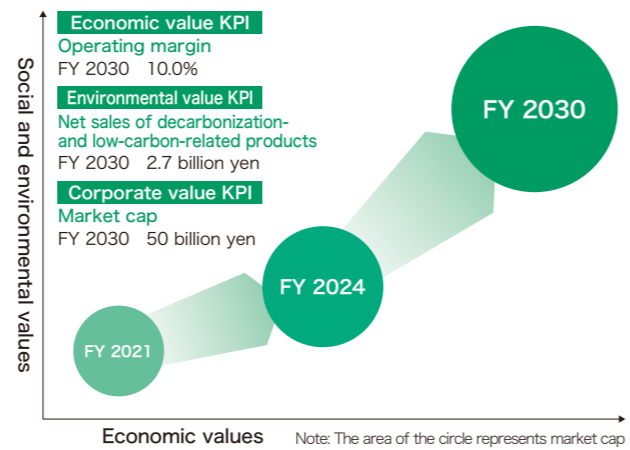 Economic value KPI
Operating margin
FY 2030 10.0%
Environmental value KPI
Net sales of decarbonization-
and low-carbon-related products
FY 2030 2.7 billion yen
Corporate value KPI
Market cap
FY 2030 50 billion yen
Social and environmental values
FY 2030
FY 2024
FY 2021
Economic values
Note: The area of the circle represents market cap